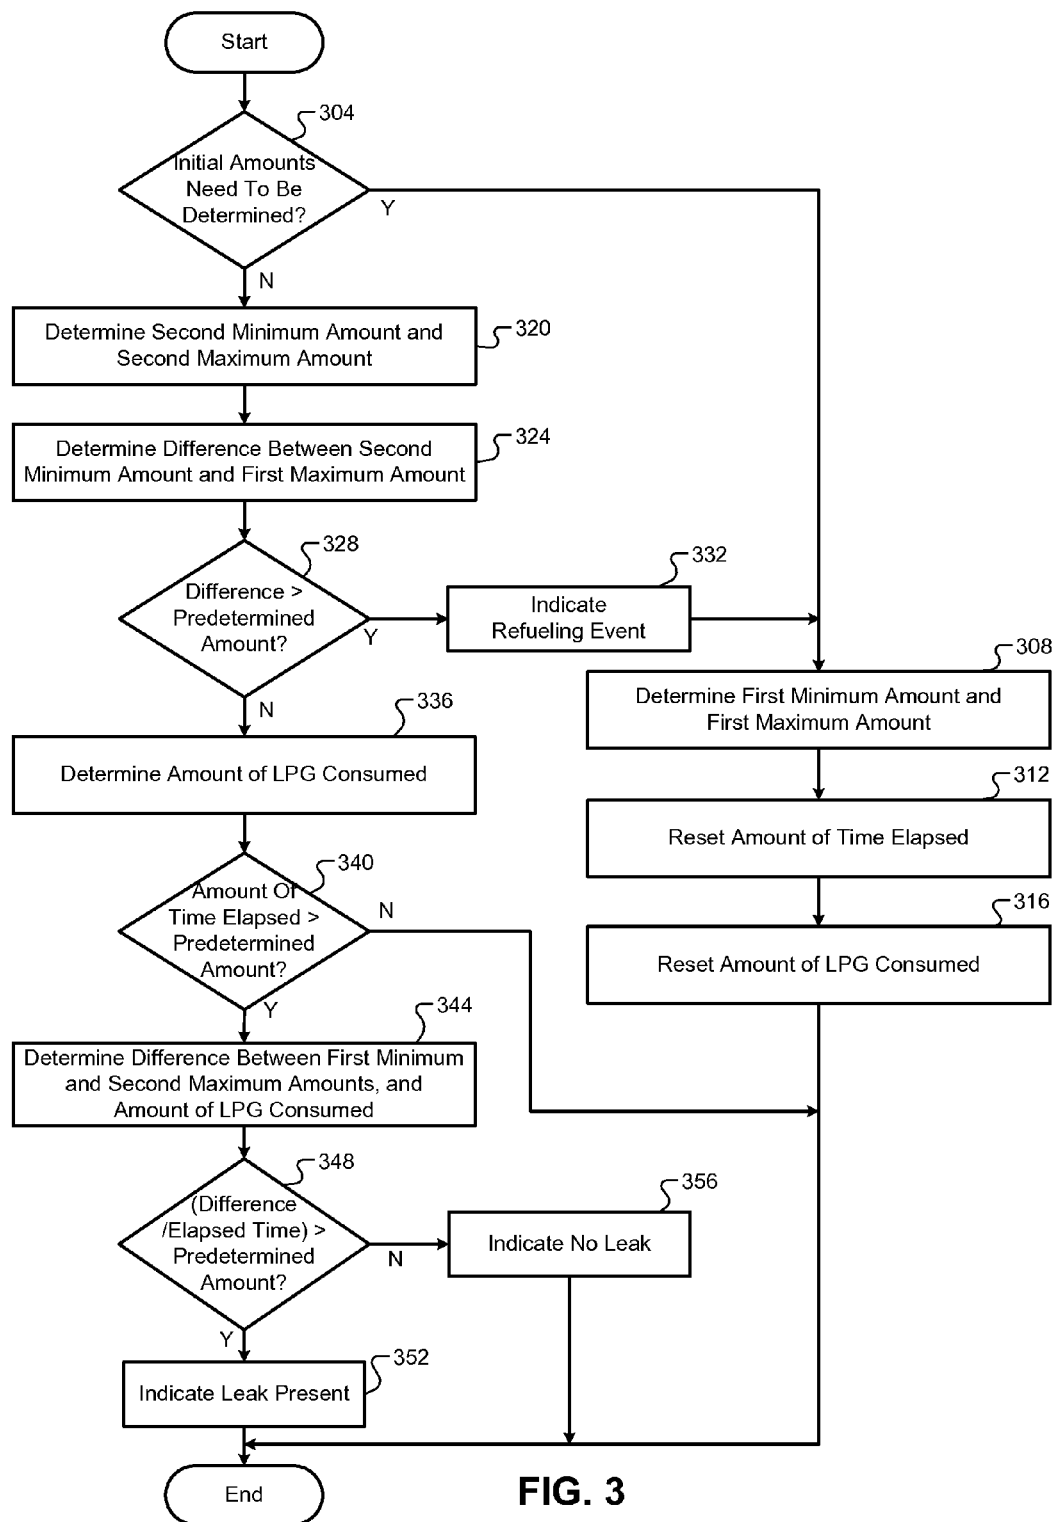 Start
304
Initial Amounts
Need To Be
Determined?
Y
N
Determine Second Minimum Amount and
Second Maximum Amount
320
Determine Difference Between Second
Minimum Amount and First Maximum Amount
324
Difference >
Predetermined
Amount?
328
Y
N
Indicate
Refueling Event
332
Determine First Minimum Amount and
First Maximum Amount
308
Determine Amount of LPG Consumed
336
Reset Amount of Time Elapsed
312
Amount Of
Time Elapsed >
Predetermined
Amount?
340
N
Y
Reset Amount of LPG Consumed
316
Determine Difference Between First Minimum
and Second Maximum Amounts, and
Amount of LPG Consumed
344
(Difference
/Elapsed Time) >
Predetermined
Amount?
348
N
Y
Indicate No Leak
356
Indicate Leak Present
352
End
FIG. 3